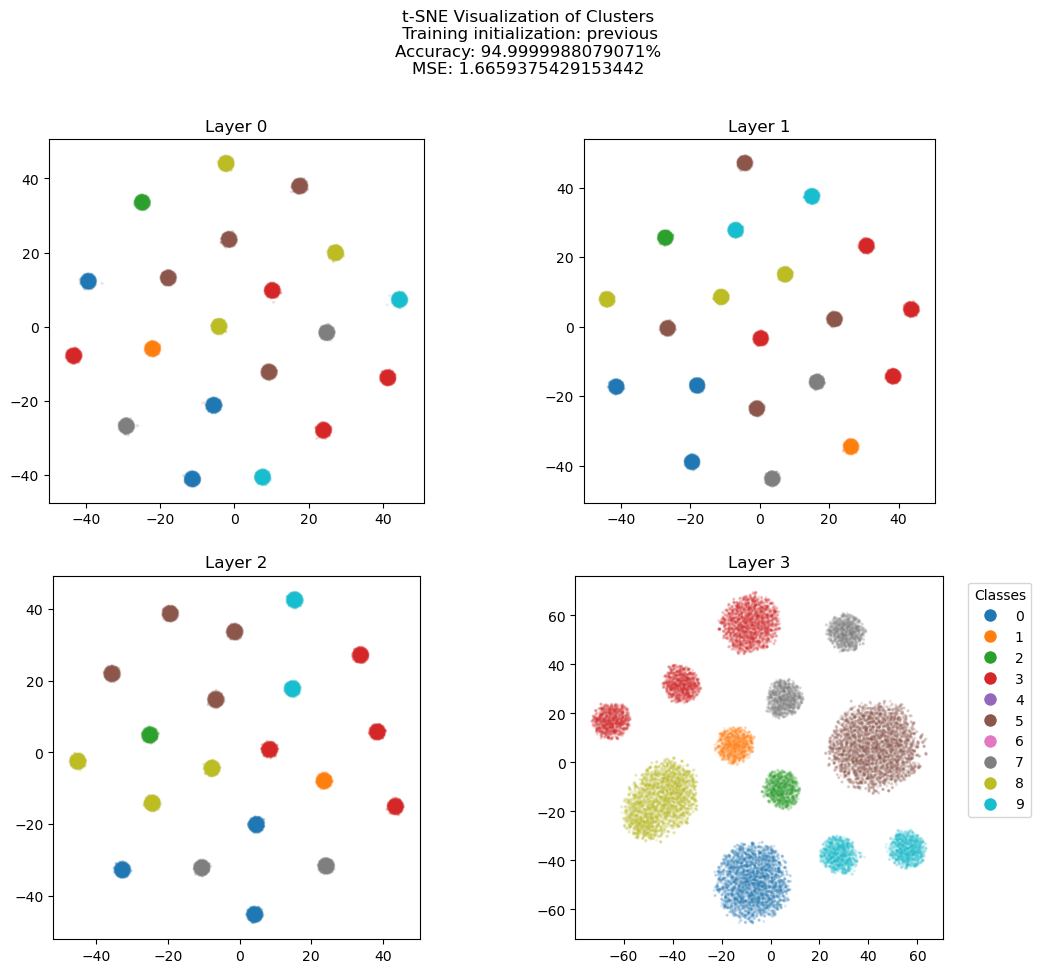 t-SNE Visualization of Clusters
Training initialization: previous
Accuracy: 94.9999988079071%
MSE: 1.6659375429153442
Layer 0
40
20
0
−20
−40
−40 −20 0 20 40
Layer 1
40
20
0
−20
−40
−40 −20 0 20 40
Layer 2
40
20
0
−20
−40
−40 −20 0 20 40
Layer 3
60
40
20
0
−20
−40
−60
−60 −40 −20 0 20 40 60
Classes
0
1
2
3
4
5
6
7
8
9